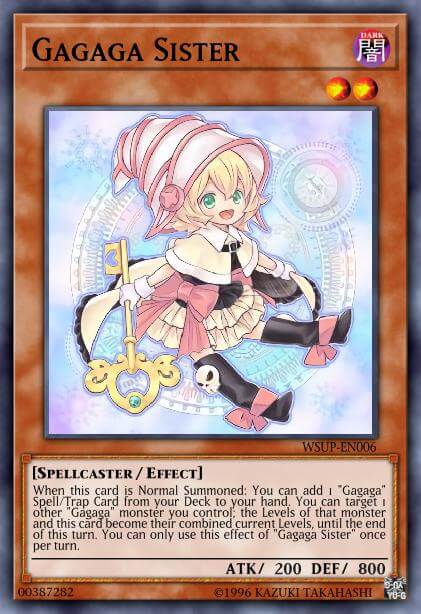 GAGAGA SISTER
DARK
闇
WSUP-EN006
[SPELLCASTER / EFFECT]
When this card is Normal Summoned: You can add 1 "Gagaga"
Spell/Trap Card from your Deck to your hand. You can target 1
other "Gagaga" monster you control; the Levels of that monster
and this card become their combined current Levels, until the end
of this turn. You can only use this effect of "Gagaga Sister" once
per turn.
ATK/ 200 DEF/ 800
00387282
©1996 KAZUKI TAKAHASHI